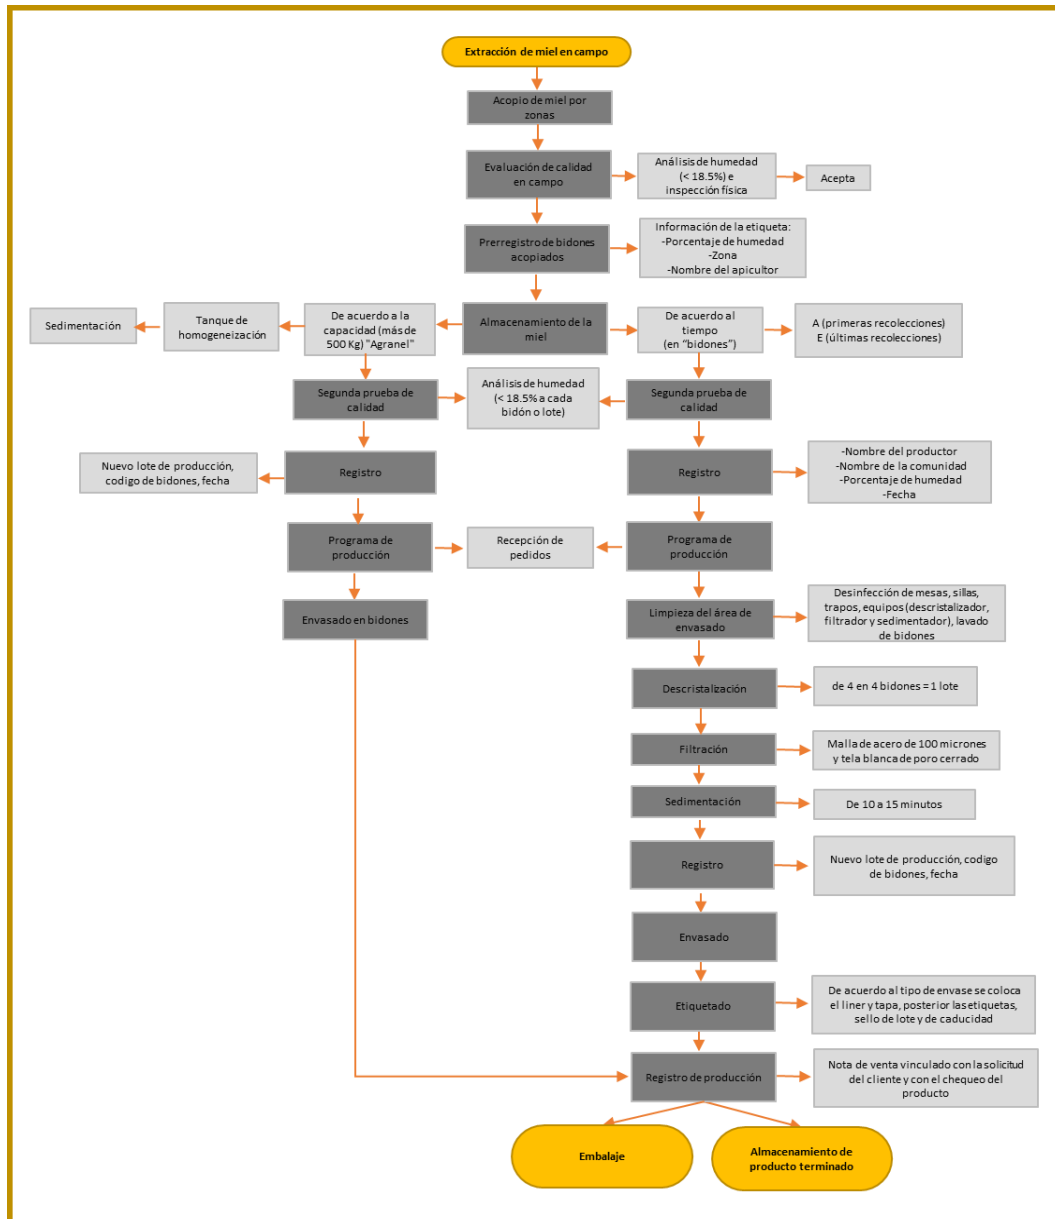 Extracción de miel en campo
Acopio de miel por
zonas
Evaluación de calidad
en campo
Análisis de humedad
(< 18.5%) e
inspección física
Acepta
Prerregistro de bidones
acopiados
Información de la etiqueta:
-Porcentaje de humedad
-Zona
-Nombre del apicultor
Sedimentación
Tanque de
homogeneización
De acuerdo a la
capacidad (más de
500 Kg) "Agranel"
Almacenamiento de la
miel
De acuerdo al
tiempo
(en “bidones”)
A (primeras recolecciones)
E (últimas recolecciones)
Segunda prueba de
calidad
Análisis de humedad
(< 18.5% a cada
bidón o lote)
Segunda prueba de
calidad
Nuevo lote de producción,
codigo de bidones, fecha
Registro
Registro
-Nombre del productor
-Nombre de la comunidad
-Porcentaje de humedad
-Fecha
Programa de
producción
Recepción de
pedidos
Programa de
producción
Envasado en bidones
Limpieza del área de
envasado
Desinfección de mesas, sillas,
trapos, equipos (descristalizador,
filtrador y sedimentador), lavado
de bidones
Descristalización
de 4 en 4 bidones = 1 lote
Filtración
Malla de acero de 100 micrones
y tela blanca de poro cerrado
Sedimentación
De 10 a 15 minutos
Registro
Nuevo lote de producción, codigo
de bidones, fecha
Envasado
Etiquetado
De acuerdo al tipo de envase se coloca
el liner y tapa, posterior las etiquetas,
sello de lote y de caducidad
Registro de producción
Nota de venta vinculado con la solicitud
del cliente y con el chequeo del
producto
Embalaje
Almacenamiento de
producto terminado